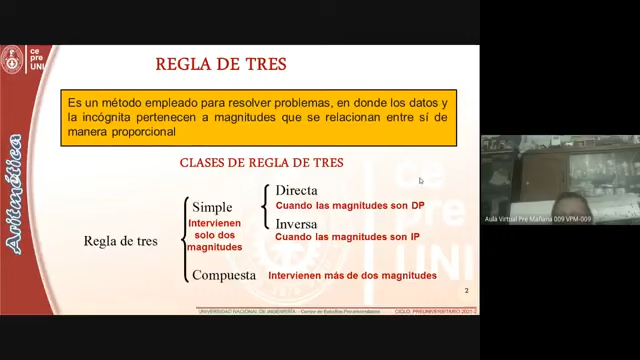 ce
pre
UNI
REGLA DE TRES
Es un método empleado para resolver problemas, en donde los datos y
la incógnita pertenecen a magnitudes que se relacionan entre sí de
manera proporcional
Aritmética
CLASES DE REGLA DE TRES
Regla de tres
Simple
Intervienen
solo dos
magnitudes
Directa
Cuando las magnitudes son DP
Inversa
Cuando las magnitudes son IP
Compuesta
Intervienen más de dos magnitudes
ce
pre
UNI
2
UNIVERSIDAD NACIONAL DE INGENIERÍA - Centro de Estudios Preuniversitarios
CICLO: PREUNIVERSITARIO 2021-2
Aula Virtual Pre Mañana 009 VPM-009